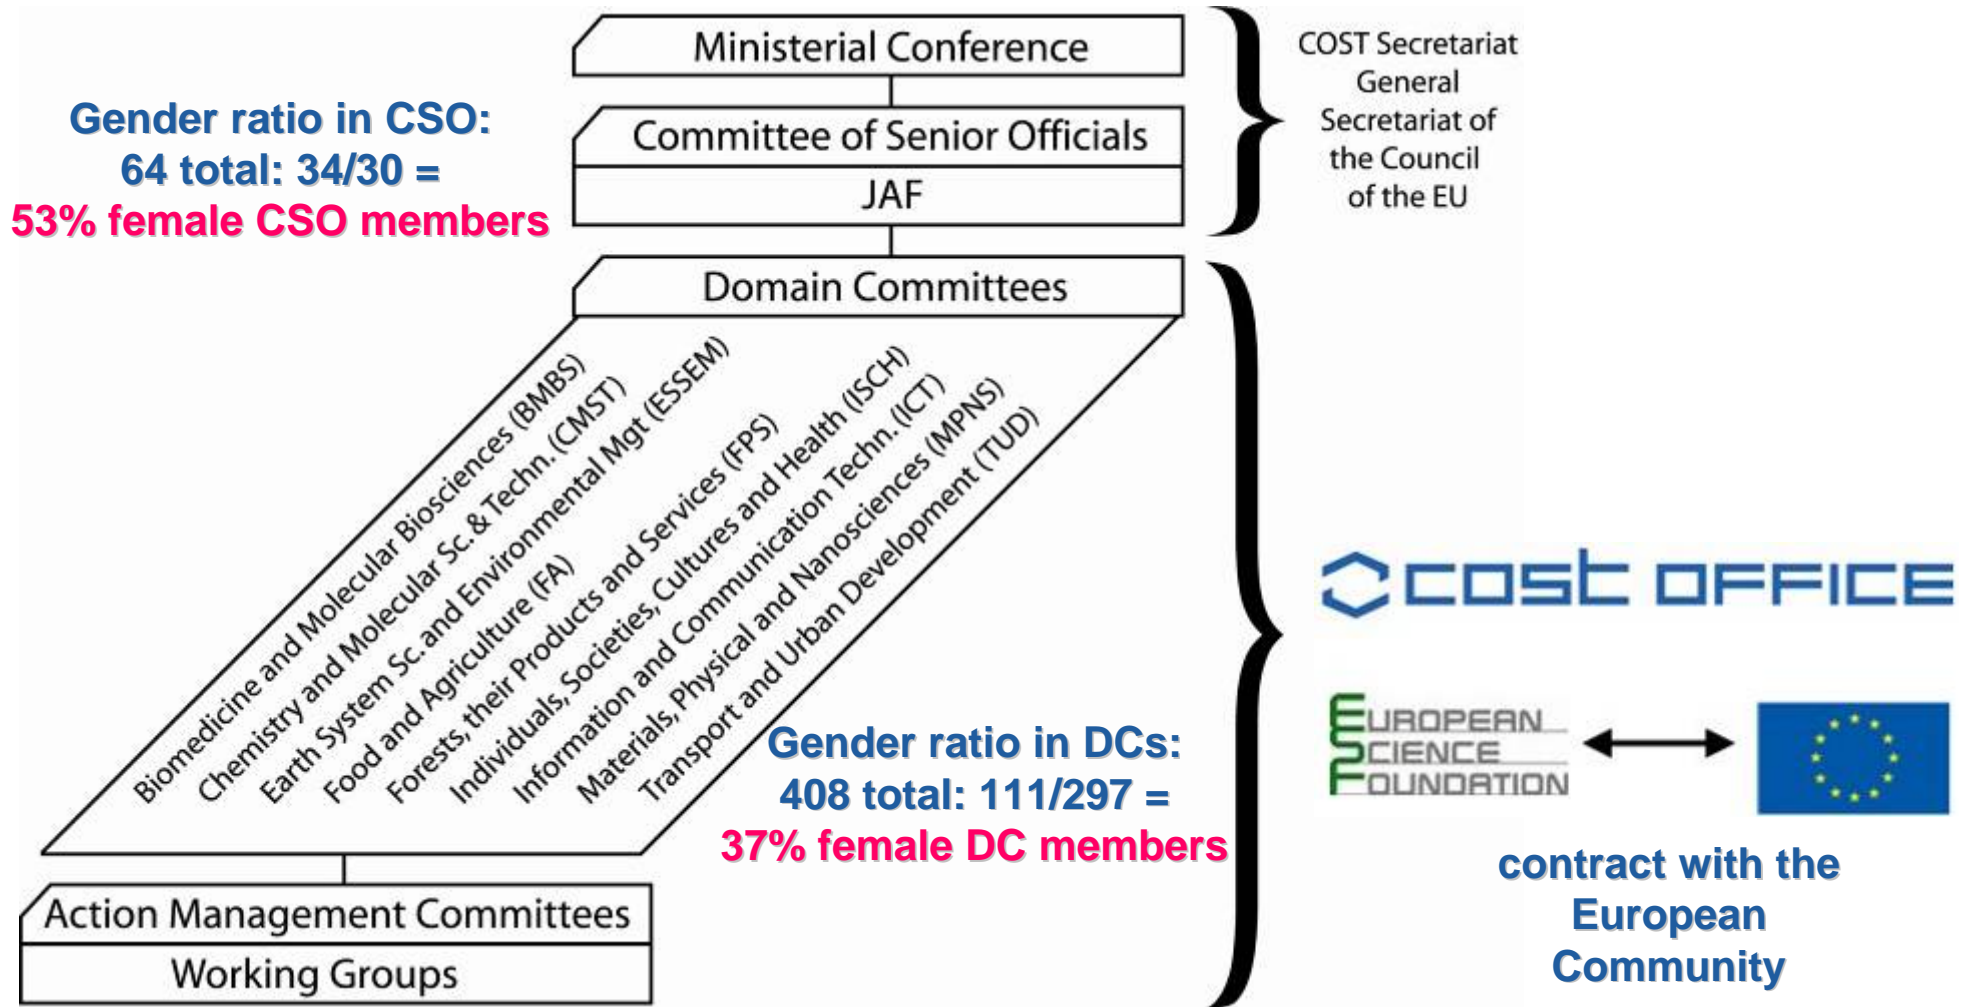 Ministerial Conference
COST Secretariat
General
Secretariat of
the Council
of the EU
Gender ratio in CSO:
64 total: 34/30 =
53% female CSO members
Committee of Senior Officials
JAF
Domain Committees
Biomedicine and Molecular Biosciences (BMBS)
Chemistry and Molecular Sc. & Techn. (CMST)
Earth System Sc. and Environmental Mgt (ESSEM)
Food and Agriculture (FA)
Forests, their Products and Services (FPS)
Individuals, Societies, Cultures and Health (ISCH)
Information and Communication Techn. (ICT)
Materials, Physical and Nanosciences (MPNS)
Transport and Urban Development (TUD)
Gender ratio in DCs:
408 total: 111/297 =
37% female DC members
COST OFFICE
EUROPEAN
SCIENCE
FOUNDATION
contract with the
European
Community
Action Management Committees
Working Groups